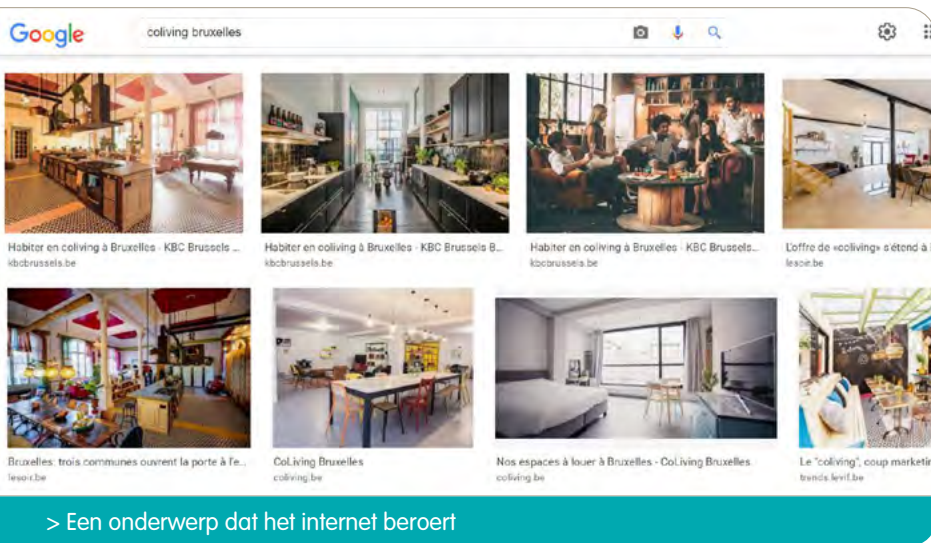 Google
coliving bruxelles
Habiter en coliving à Bruxelles - KBC Brussels ...
kbcbrussels.be
Habiter en coliving à Bruxelles - KBC Brussels B...
kbcbrussels.be
Habiter en coliving à Bruxelles - KBC Brussels...
kbcbrussels.be
L'offre de «coliving» s'étend à
lesoir.be
Bruxelles: trois communes ouvrent la porte à l'e...
lesoir.be
CoLiving Bruxelles
coliving.be
Nos espaces à louer à Bruxelles - CoLiving Bruxelles
coliving.be
Le "coliving", coup marketin
trends.levif.be
> Een onderwerp dat het internet beroert